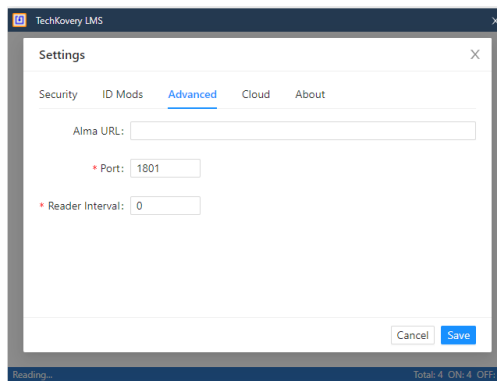 TechKovery LMS
Settings
Security ID Mods Advanced Cloud About
Alma URL:
* Port: 1801
* Reader Interval: 0
Cancel Save
Reading... Total: 4 ON: 4 OFF: